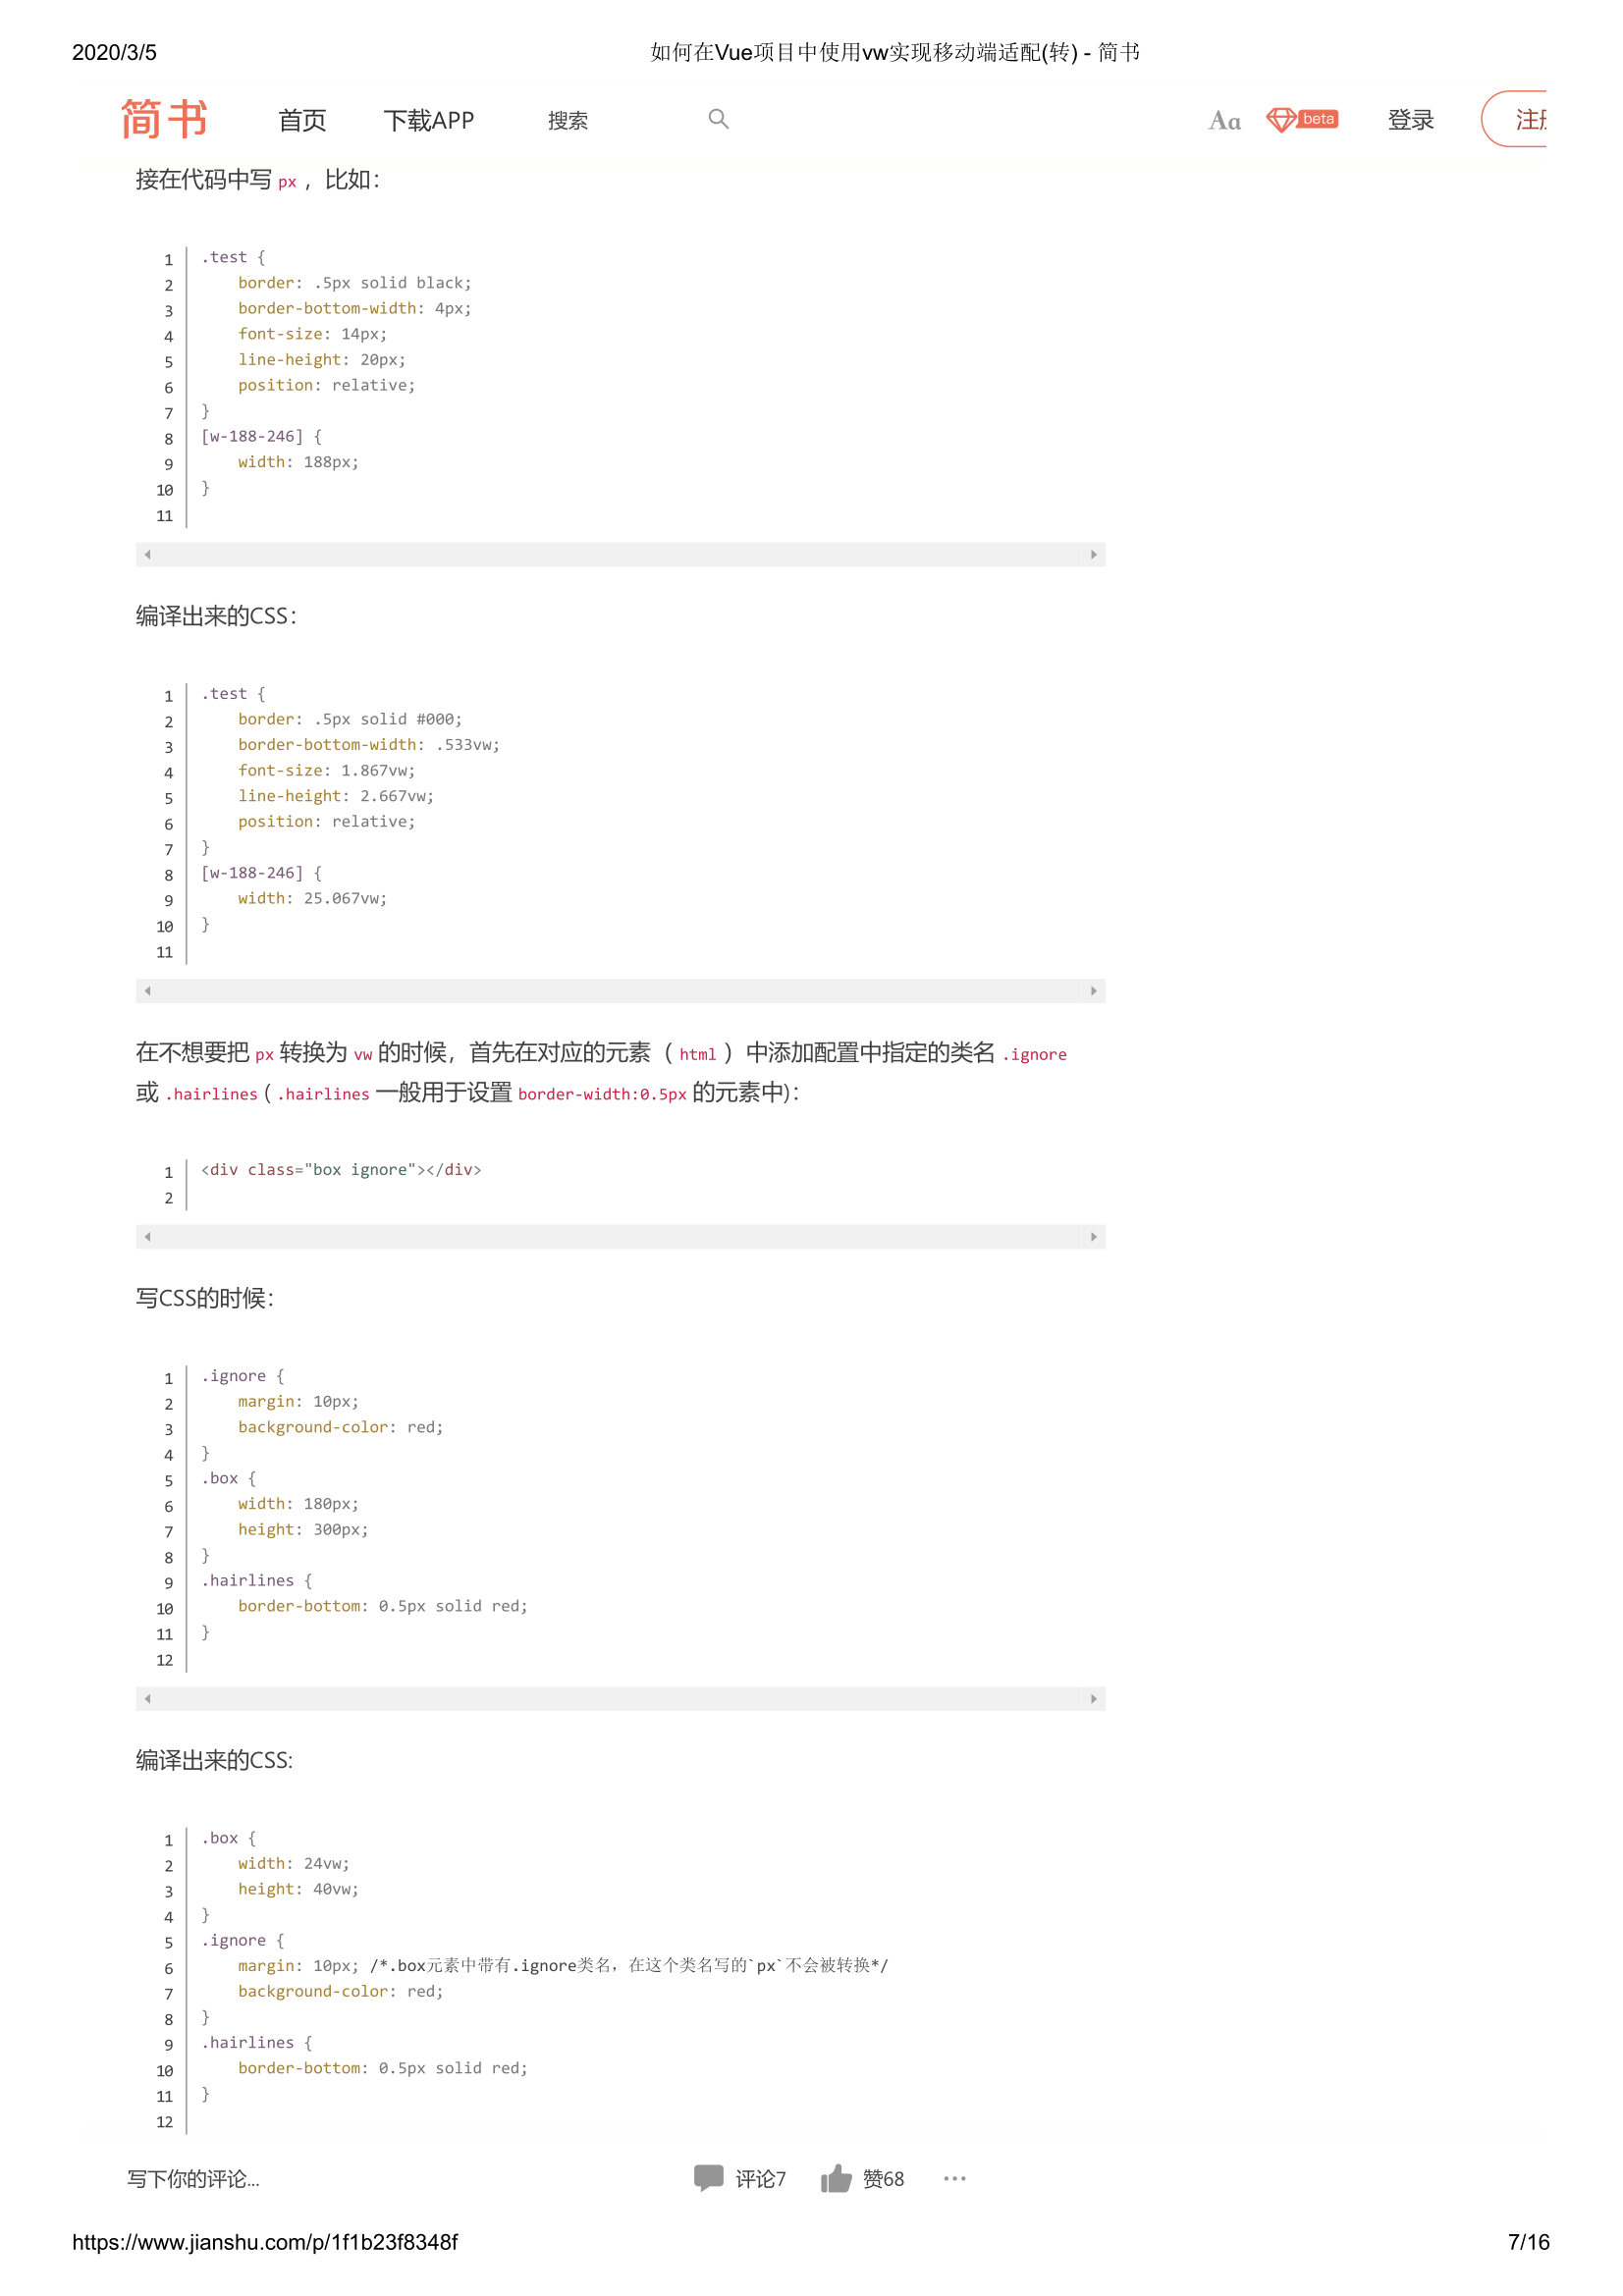 2020/3/5 如何在Vue项目中使用vw实现移动端适配(转) - 简书
简书 首页 下载APP 搜索 Aa beta 登录 注册
接在代码中写 px ，比如：
1 .test {
2     border: .5px solid black;
3     border-bottom-width: 4px;
4     font-size: 14px;
5     line-height: 20px;
6     position: relative;
7 }
8 [w-188-246] {
9     width: 188px;
10 }
11
编译出来的CSS：
1 .test {
2     border: .5px solid #000;
3     border-bottom-width: .533vw;
4     font-size: 1.867vw;
5     line-height: 2.667vw;
6     position: relative;
7 }
8 [w-188-246] {
9     width: 25.067vw;
10 }
11
在不想要把 px 转换为 vw 的时候，首先在对应的元素（ html ）中添加配置中指定的类名 .ignore
或 .hairlines ( .hairlines 一般用于设置 border-width:0.5px 的元素中)：
1 <div class="box ignore"></div>
2
写CSS的时候：
1 .ignore {
2     margin: 10px;
3     background-color: red;
4 }
5 .box {
6     width: 180px;
7     height: 300px;
8 }
9 .hairlines {
10     border-bottom: 0.5px solid red;
11 }
12
编译出来的CSS:
1 .box {
2     width: 24vw;
3     height: 40vw;
4 }
5 .ignore {
6     margin: 10px; /*.box元素中带有.ignore类名，在这个类名写的`px`不会被转换*/
7     background-color: red;
8 }
9 .hairlines {
10     border-bottom: 0.5px solid red;
11 }
12
写下你的评论... 评论7 赞68 ···
https://www.jianshu.com/p/1f1b23f8348f 7/16